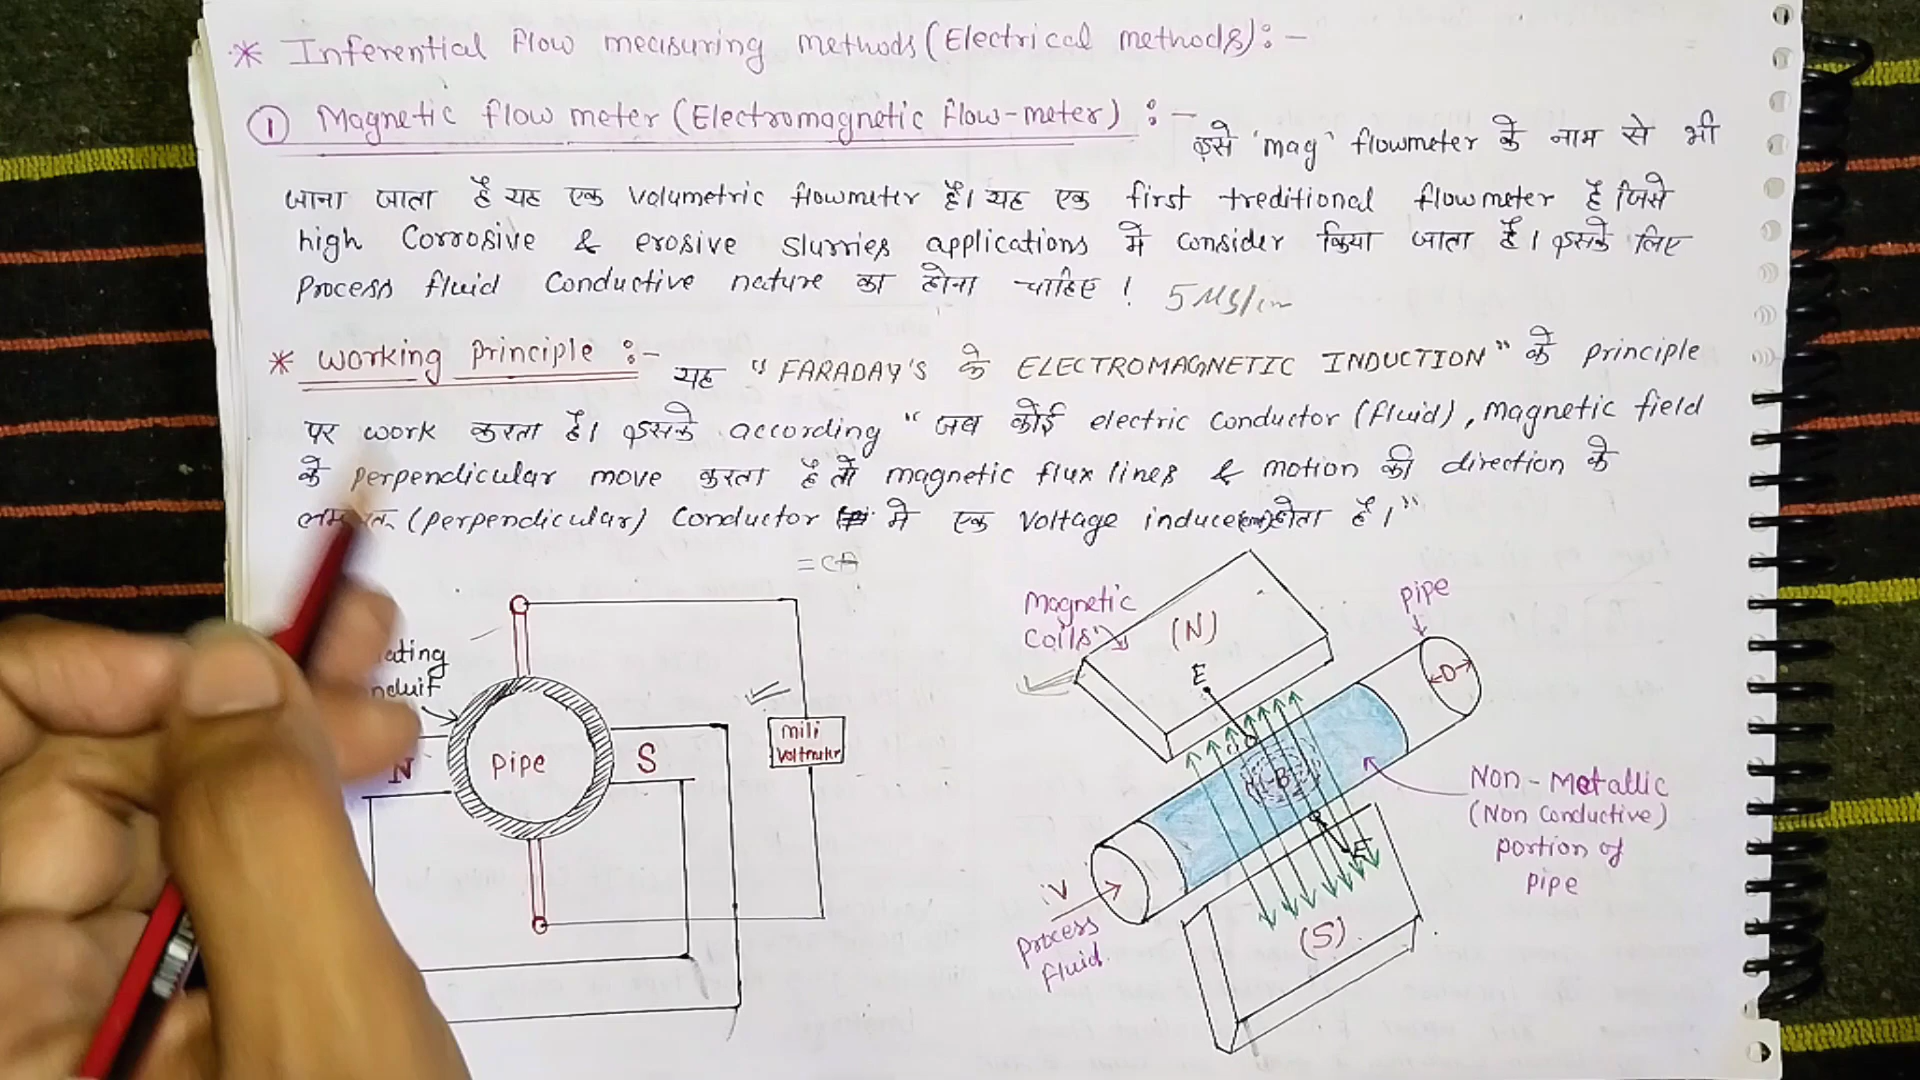 * Inferential flow measuring methods (Electrical methods):-
① Magnetic flow meter (Electromagnetic flow-meter) :-
इसे 'mag' flowmeter के नाम से भी
जाना जाता है यह एक volumetric flowmeter है। यह एक first treditional flowmeter है जिसे
high corrosive & erosive slurries applications मे consider किया जाता है। इसके लिए
process fluid conductive nature का होना चाहिए !
* Working principle :- यह "FARADAY'S के ELECTROMAGNETIC INDUCTION" के principle
पर work करता है। इसके according "जब कोई electric conductor (fluid), magnetic field
के perpendicular move करता है तो magnetic flux lines & motion की direction के
(perpendicular) conductor मे एक voltage induce होता है।"
N
pipe
S
mili
voltmeter
magnetic
coils
(N)
E
pipe
D
B
E
Non-Metallic
(Non conductive)
portion of
pipe
V
process
fluid
(S)